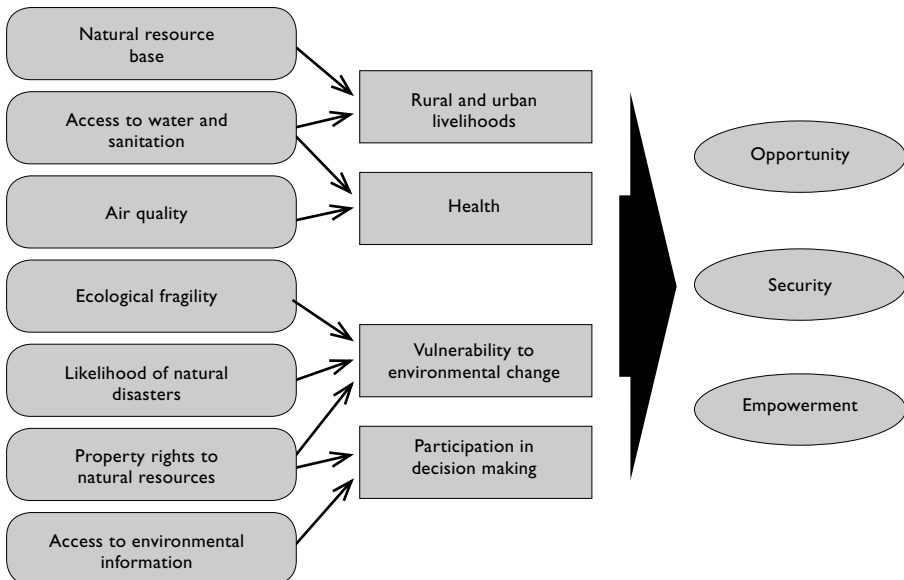 Natural resource
base
Access to water and
sanitation
Air quality
Ecological fragility
Likelihood of natural
disasters
Property rights to
natural resources
Access to environmental
information
Rural and urban
livelihoods
Health
Vulnerability to
environmental change
Participation in
decision making
Opportunity
Security
Empowerment